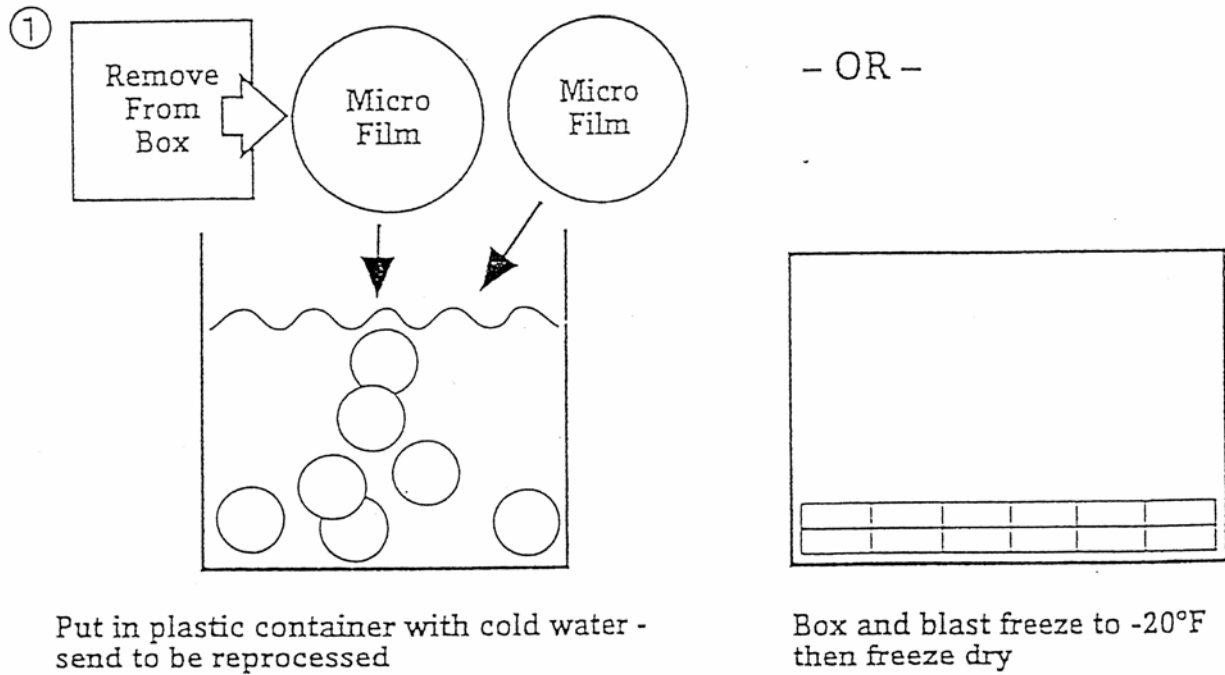 1
Remove
From
Box
Micro
Film
Micro
Film
– OR –
Put in plastic container with cold water -
send to be reprocessed
Box and blast freeze to -20°F
then freeze dry